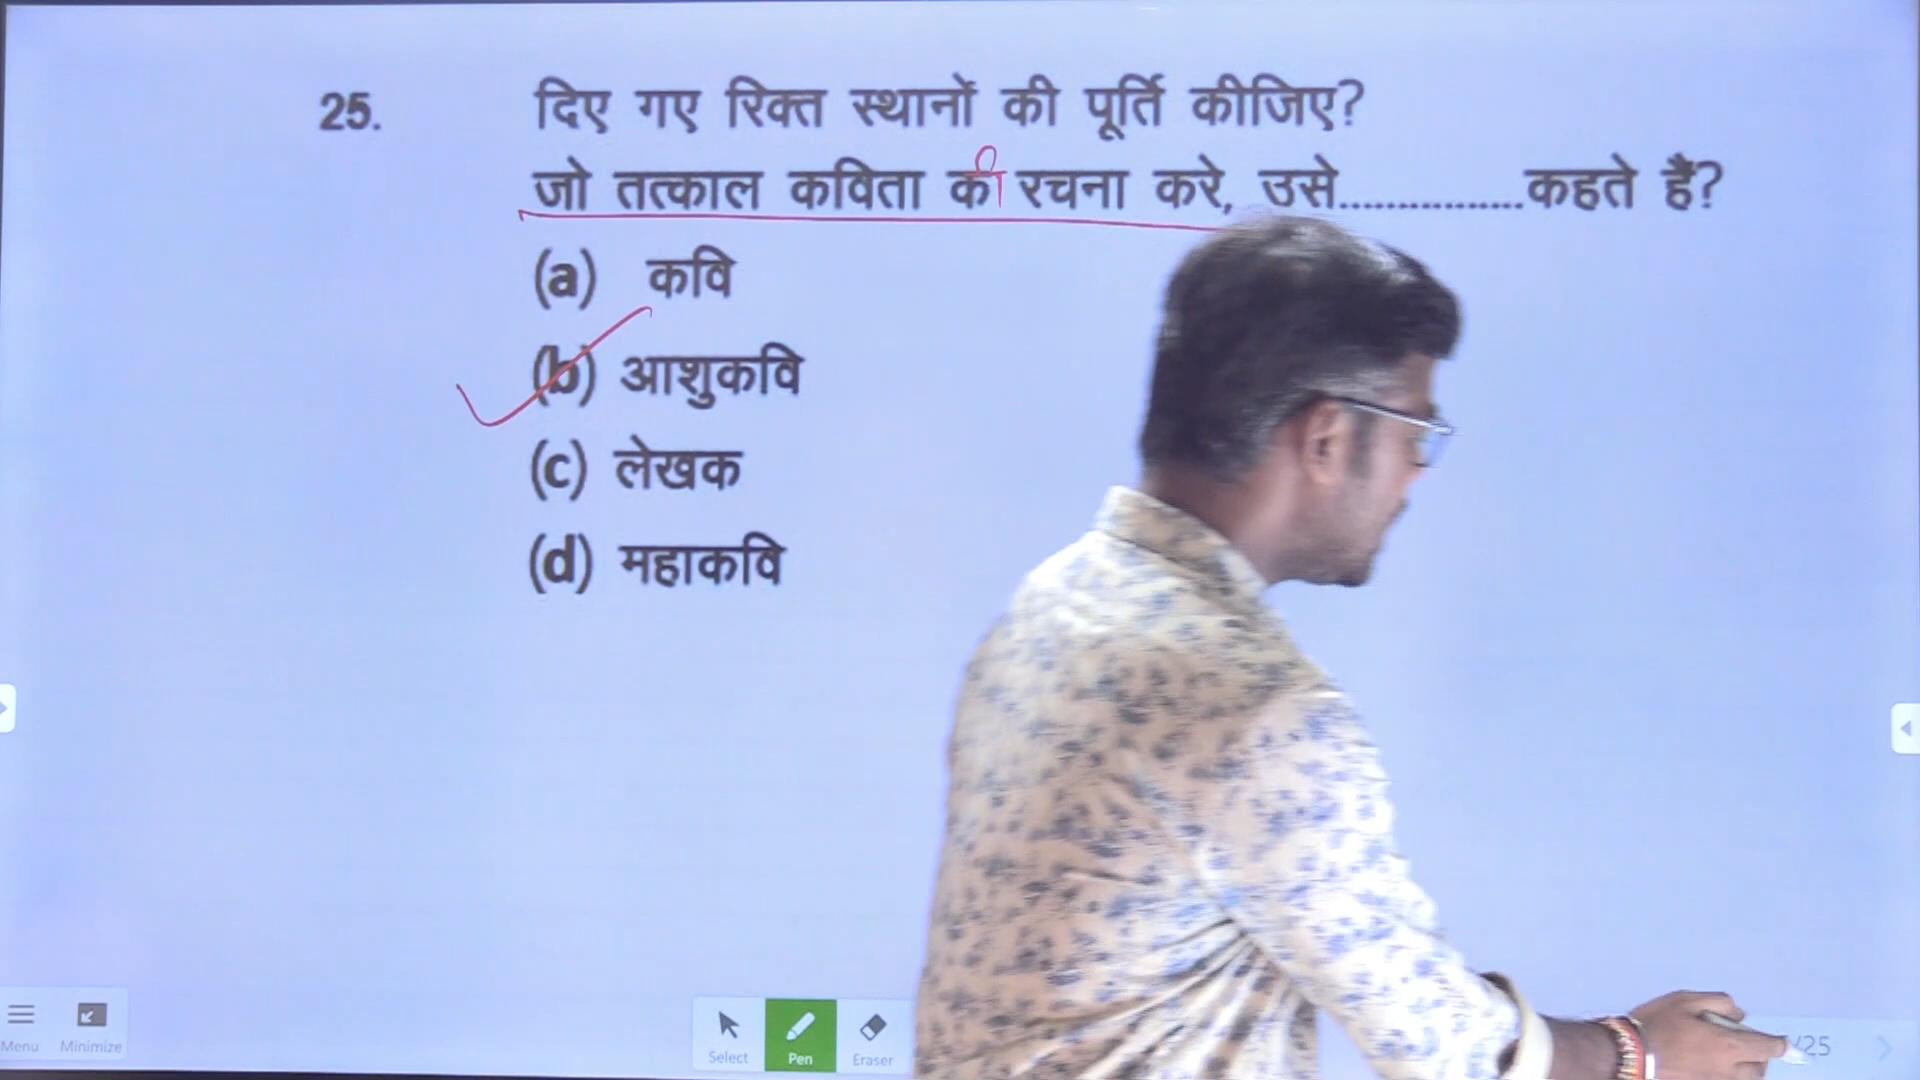 25. दिए गए रिक्त स्थानों की पूर्ति कीजिए?
जो तत्काल कविता की रचना करे, उसे...............कहते हैं?
(a) कवि
(b) आशुकवि
(c) लेखक
(d) महाकवि
Menu Minimize Select Pen Eraser /25